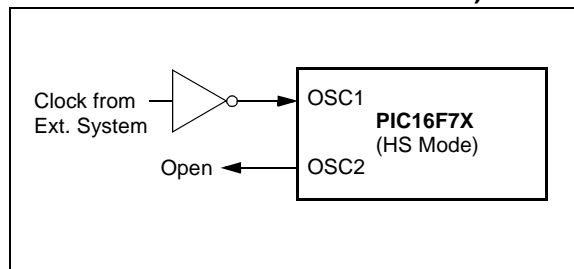 Clock from
Ext. System
OSC1
PIC16F7X
(HS Mode)
Open
OSC2